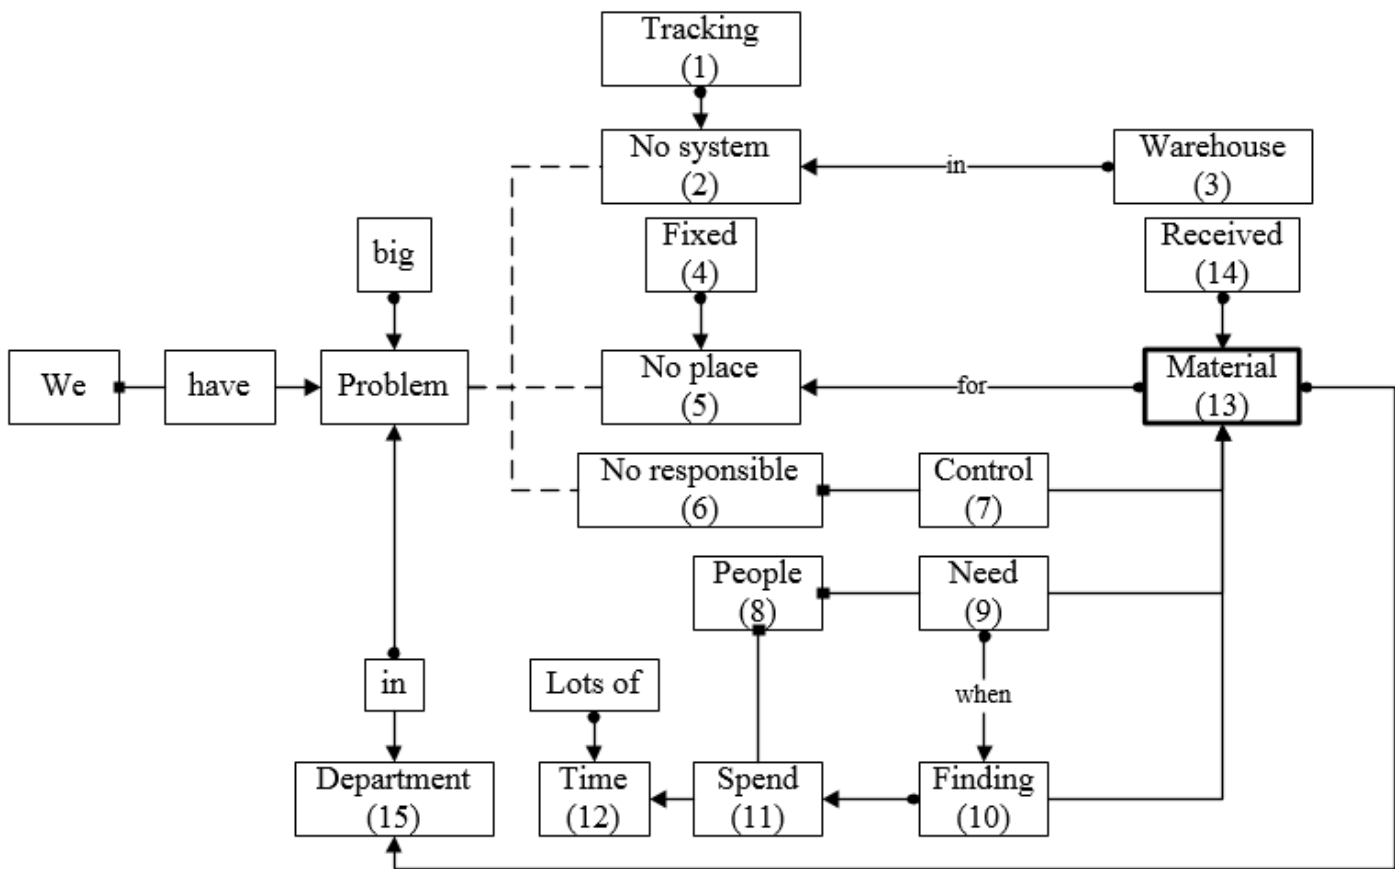 Tracking
(1)
No system
(2)
in
Warehouse
(3)
big
Fixed
(4)
Received
(14)
We
have
Problem
No place
(5)
for
Material
(13)
No responsible
(6)
Control
(7)
People
(8)
Need
(9)
in
Lots of
when
Department
(15)
Time
(12)
Spend
(11)
Finding
(10)